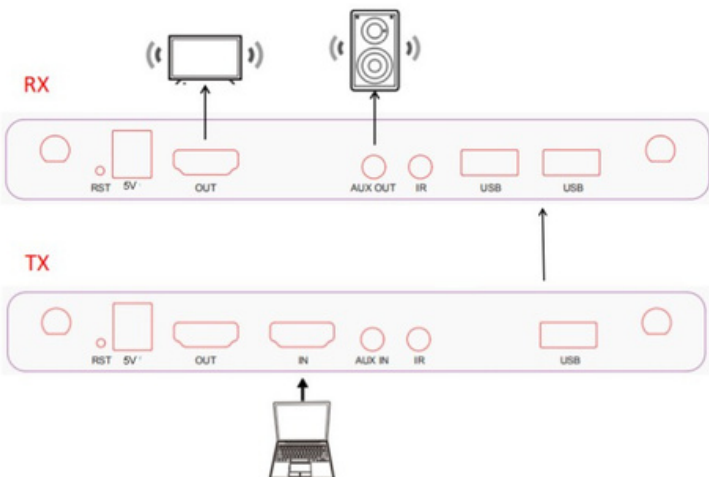 RX
RST 5V OUT AUX OUT IR USB USB
TX
RST 5V OUT IN AUX IN IR USB